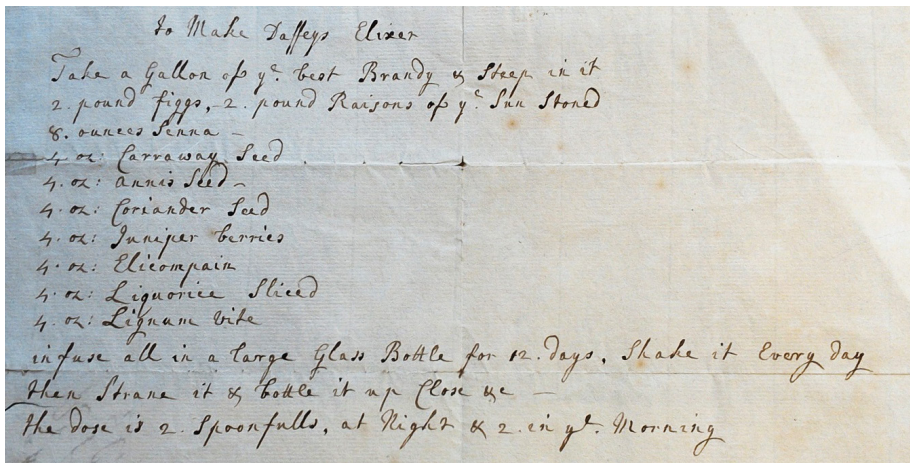 to Make Daffeys Elixer
Take a Gallon of yᵉ. best Brandy & Steep in it
2. pound figgs, - 2. pound Raisons of yᵉ. Sun Stoned
8. ounces Senna -
4 oz: Carraway Seed
4. oz: annis Seed -
4. oz: Coriander Seed
4. oz: Juniper berries
4. oz: Elicompain
4. oz: Liquorice Sliced
4. oz: Lignum vite
infuse all in a large Glass Bottle for 12. days. Shake it Every day
then Strane it & bottle it up Close &c -
the dose is 2. Spoonfulls, at Night & 2. in yᵉ. Morning